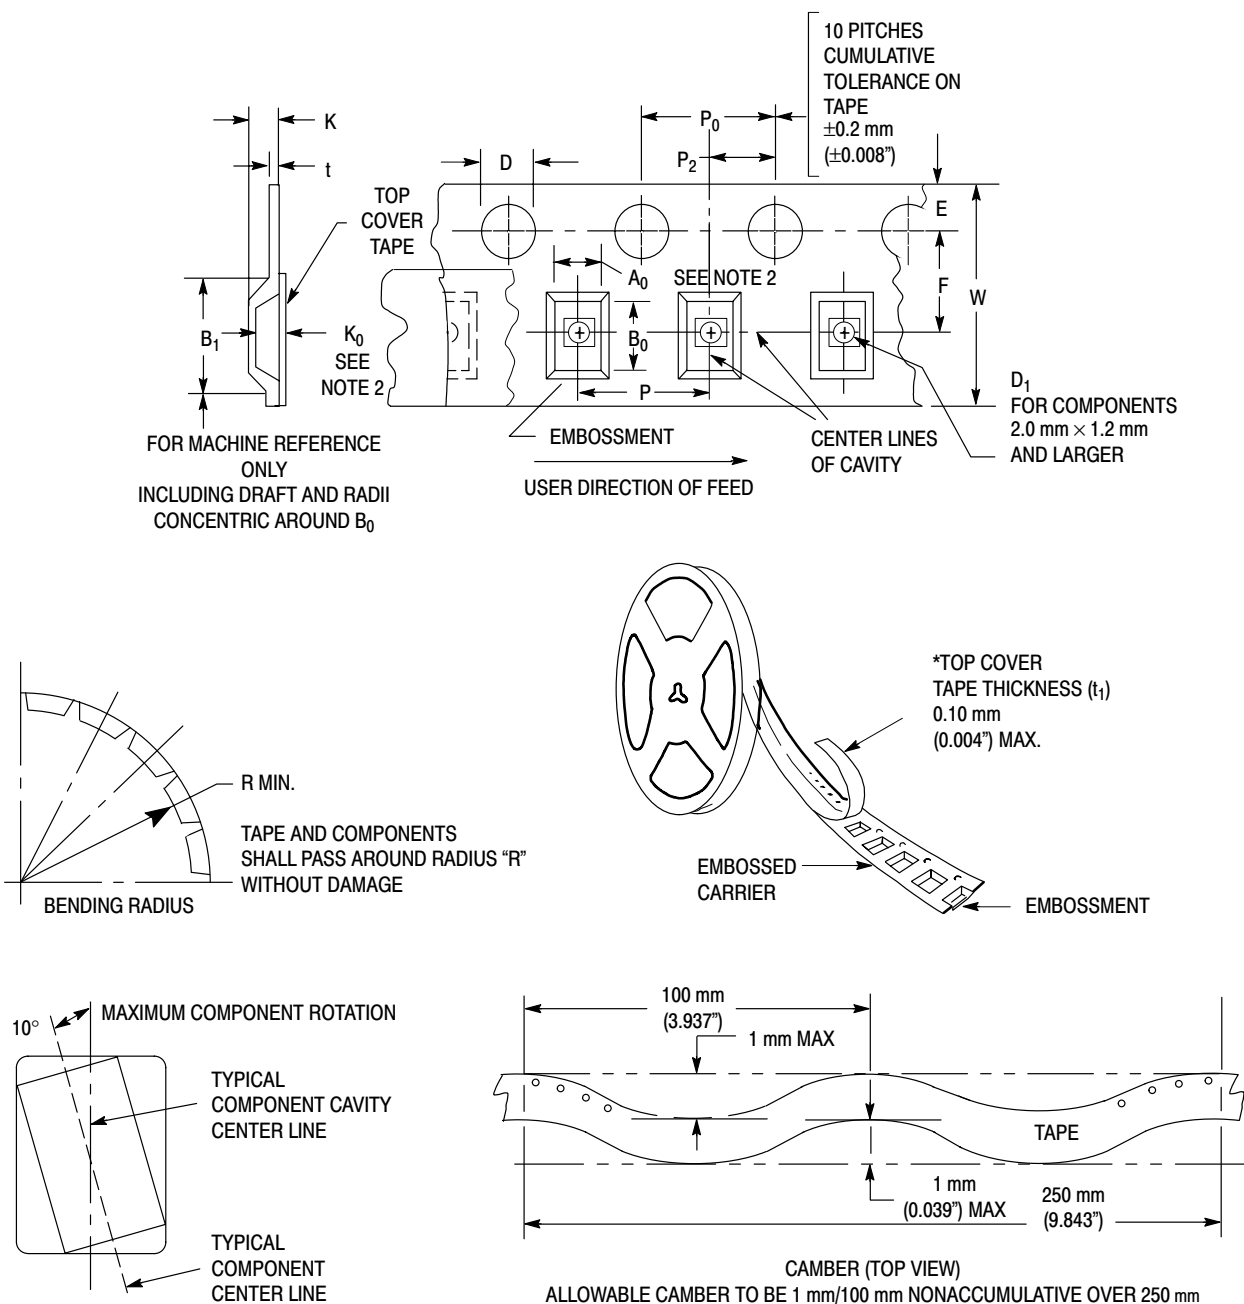 10 PITCHES
CUMULATIVE
TOLERANCE ON
TAPE
±0.2 mm
(±0.008”)
K
t
P0
P2
D
E
TOP
COVER
TAPE
A0
SEE NOTE 2
F
W
B1
K0
SEE
NOTE 2
B0
P
D1
FOR COMPONENTS
2.0 mm × 1.2 mm
AND LARGER
EMBOSSMENT
CENTER LINES
OF CAVITY
FOR MACHINE REFERENCE
ONLY
INCLUDING DRAFT AND RADII
CONCENTRIC AROUND B0
USER DIRECTION OF FEED
*TOP COVER
TAPE THICKNESS (t1)
0.10 mm
(0.004”) MAX.
R MIN.
TAPE AND COMPONENTS
SHALL PASS AROUND RADIUS “R”
WITHOUT DAMAGE
BENDING RADIUS
EMBOSSED
CARRIER
EMBOSSMENT
10°
MAXIMUM COMPONENT ROTATION
TYPICAL
COMPONENT CAVITY
CENTER LINE
TYPICAL
COMPONENT
CENTER LINE
100 mm
(3.937”)
1 mm MAX
TAPE
1 mm
(0.039”) MAX
250 mm
(9.843”)
CAMBER (TOP VIEW)
ALLOWABLE CAMBER TO BE 1 mm/100 mm NONACCUMULATIVE OVER 250 mm